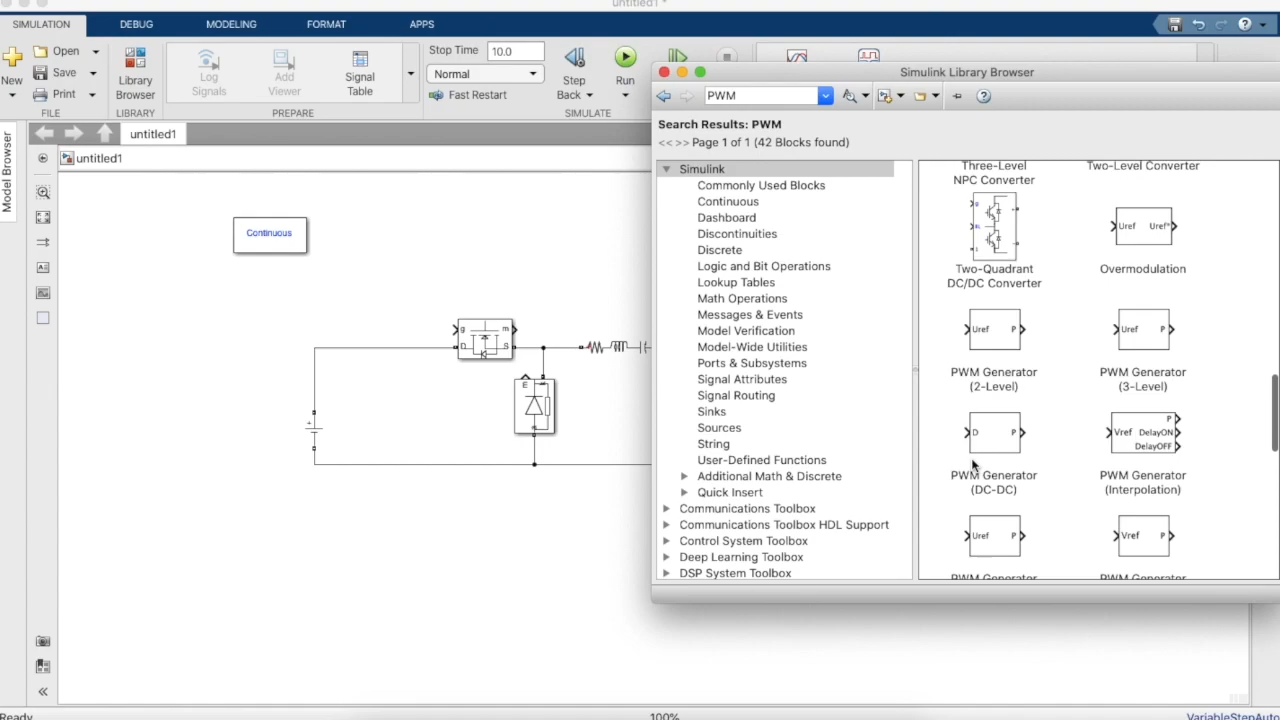 untitled1 *
SIMULATION
DEBUG
MODELING
FORMAT
APPS
New
Open
Save
Print
FILE
Library
Browser
LIBRARY
Log
Signals
Add
Viewer
Signal
Table
PREPARE
Stop Time 10.0
Normal
Fast Restart
Step
Back
Run
SIMULATE
untitled1
untitled1
Model Browser
Continuous
g
m
D
S
m
+
Simulink Library Browser
PWM
Search Results: PWM
<< >> Page 1 of 1 (42 Blocks found)
Simulink
Commonly Used Blocks
Continuous
Dashboard
Discontinuities
Discrete
Logic and Bit Operations
Lookup Tables
Math Operations
Messages & Events
Model Verification
Model-Wide Utilities
Ports & Subsystems
Signal Attributes
Signal Routing
Sinks
Sources
String
User-Defined Functions
Additional Math & Discrete
Quick Insert
Communications Toolbox
Communications Toolbox HDL Support
Control System Toolbox
Deep Learning Toolbox
DSP System Toolbox
Three-Level
NPC Converter
Two-Level Converter
Two-Quadrant
DC/DC Converter
Uref Uref*
Overmodulation
Uref P
PWM Generator
(2-Level)
Uref P
PWM Generator
(3-Level)
D P
PWM Generator
(DC-DC)
P
Vref DelayON
DelayOFF
PWM Generator
(Interpolation)
Uref P
PWM Generator
Vref P
PWM Generator
Ready
100%
VariableStepAuto